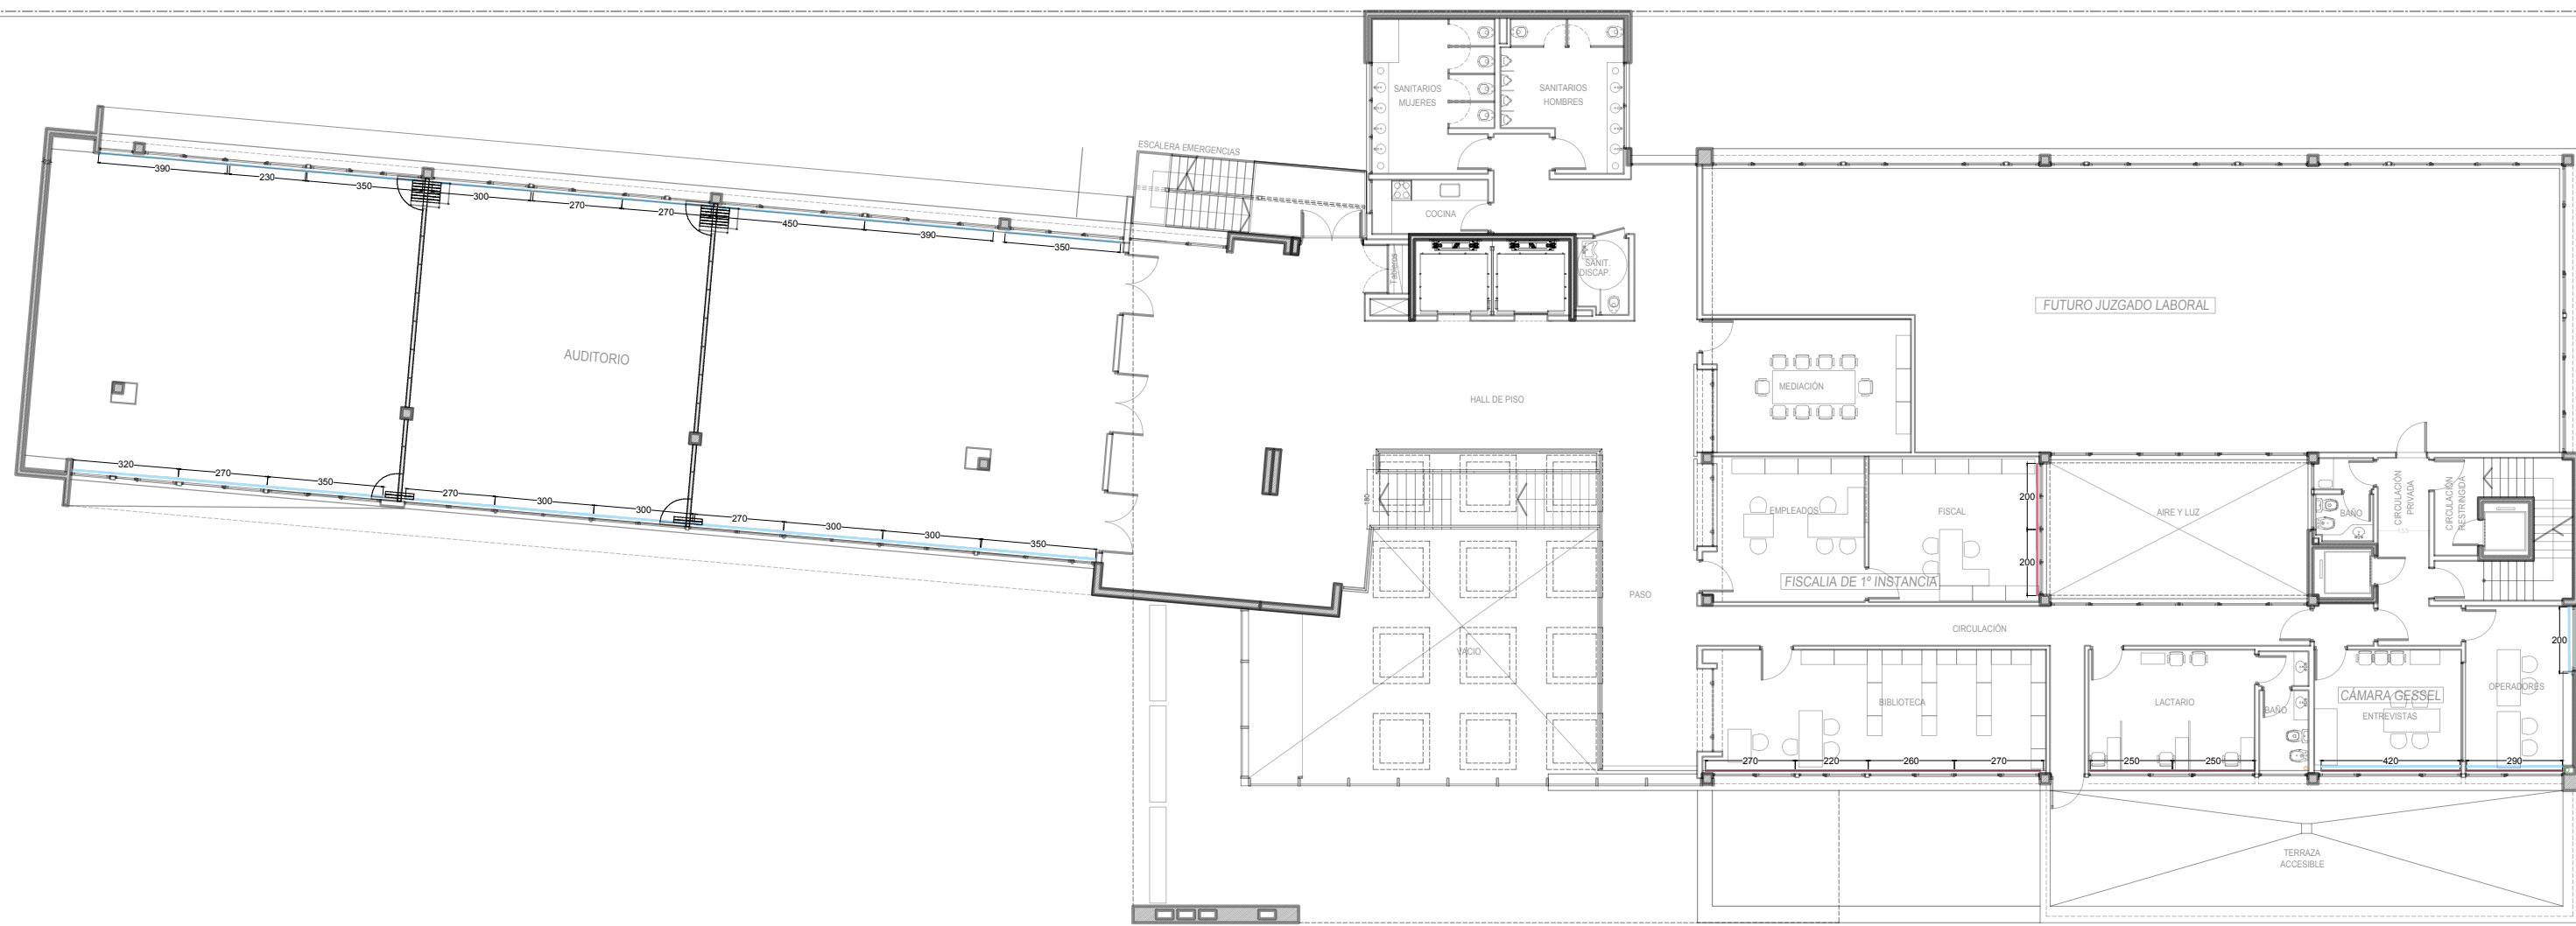 SANITARIOS
MUJERES
SANITARIOS
HOMBRES
ESCALERA EMERGENCIAS
COCINA
Tableros
SANIT.
DISCAP.
390
230
350
300
270
270
450
390
350
AUDITORIO
320
270
350
270
300
300
270
300
300
350
HALL DE PISO
180
VACIO
PASO
FUTURO JUZGADO LABORAL
MEDIACIÓN
EMPLEADOS
FISCAL
200
200
FISCALIA DE 1º INSTANCIA
AIRE Y LUZ
BAÑO
CIRCULACIÓN
PRIVADA
CIRCULACIÓN
RESTRINGIDA
CIRCULACIÓN
200
BIBLIOTECA
270
220
260
270
LACTARIO
250
250
BAÑO
CÁMARA GESSEL
ENTREVISTAS
420
OPERADORES
290
TERRAZA
ACCESIBLE